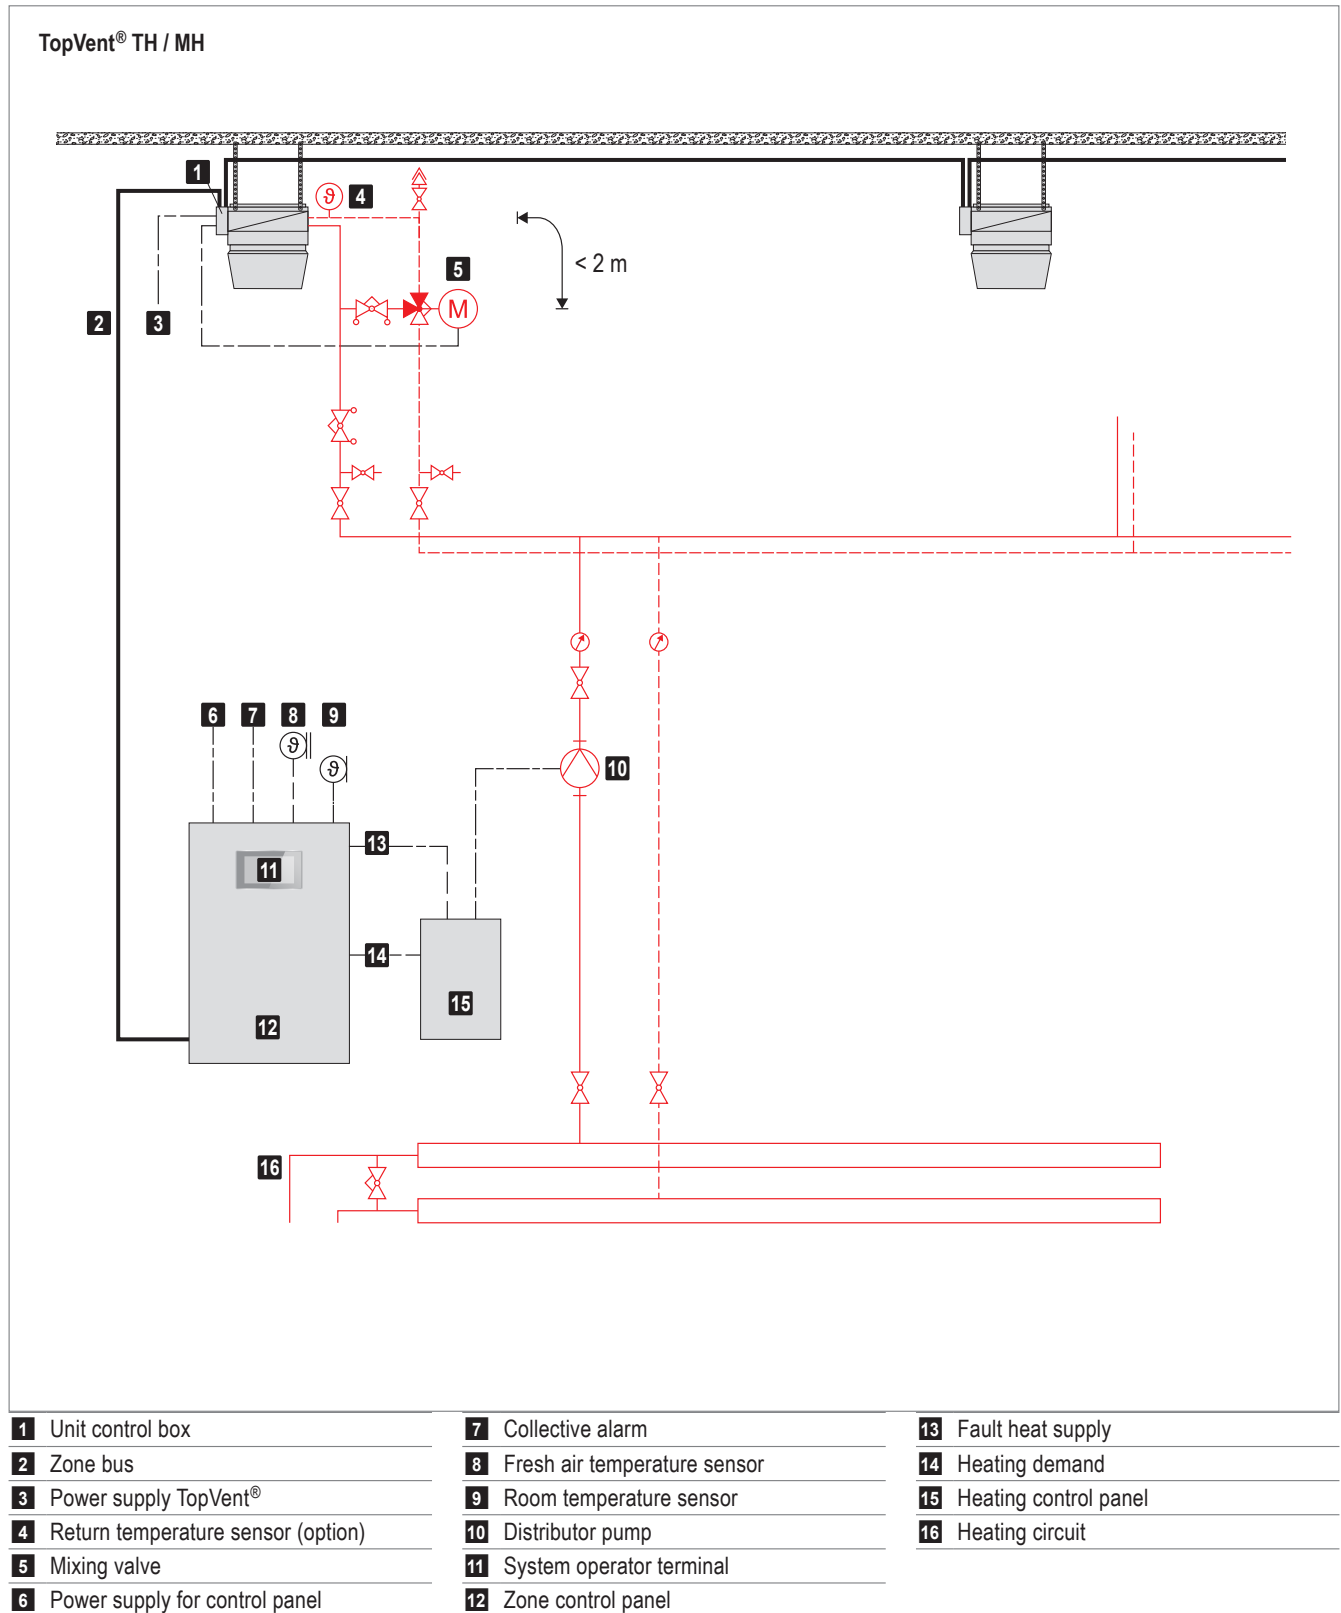 TopVent® TH / MH
1
4
ϑ
< 2 m
5
M
2
3
6
7
8
9
ϑ
ϑ
10
13
11
14
15
12
16
1 Unit control box
2 Zone bus
3 Power supply TopVent®
4 Return temperature sensor (option)
5 Mixing valve
6 Power supply for control panel
7 Collective alarm
8 Fresh air temperature sensor
9 Room temperature sensor
10 Distributor pump
11 System operator terminal
12 Zone control panel
13 Fault heat supply
14 Heating demand
15 Heating control panel
16 Heating circuit